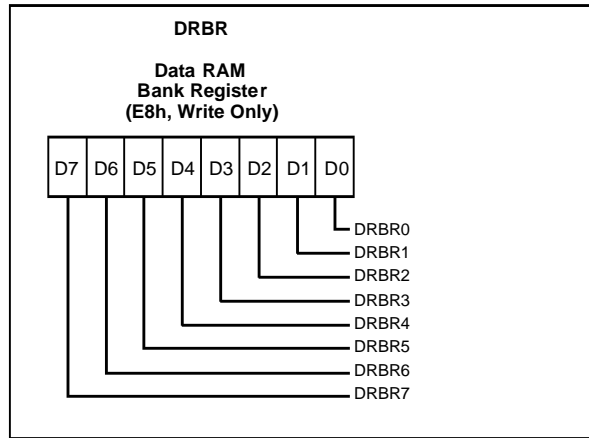 DRBR
Data RAM
Bank Register
(E8h, Write Only)
D7 D6 D5 D4 D3 D2 D1 D0
DRBR0
DRBR1
DRBR2
DRBR3
DRBR4
DRBR5
DRBR6
DRBR7